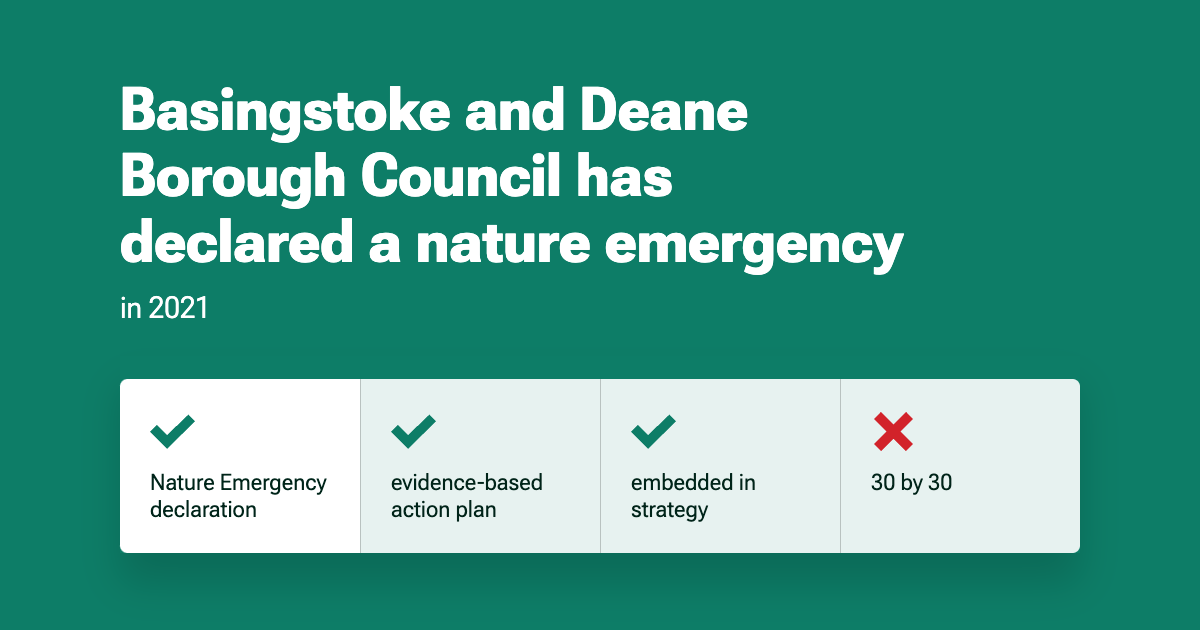 Basingstoke and Deane
Borough Council has
declared a nature emergency
in 2021
Nature Emergency
declaration
evidence-based
action plan
embedded in
strategy
30 by 30